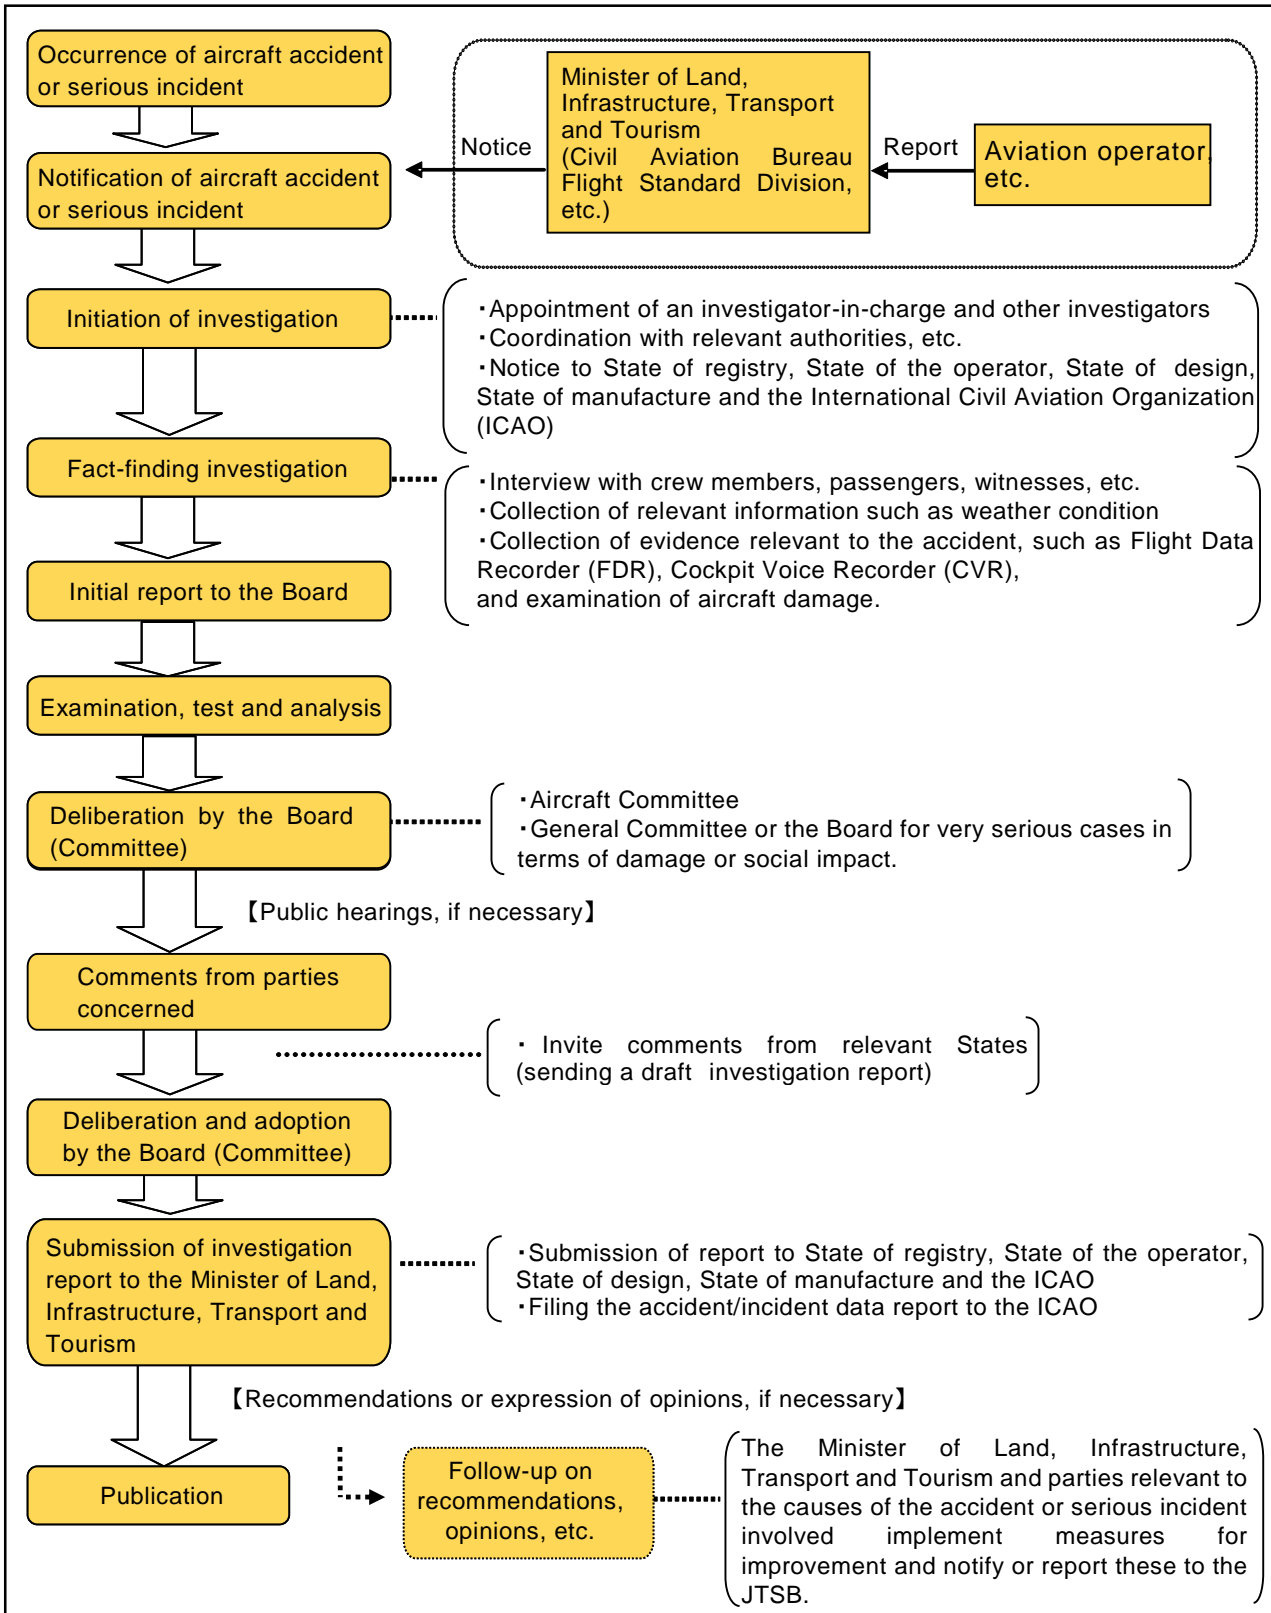 Occurrence of aircraft accident
or serious incident
Minister of Land,
Infrastructure, Transport
and Tourism
(Civil Aviation Bureau
Flight Standard Division,
etc.)
Notice
Report
Aviation operator,
etc.
Notification of aircraft accident
or serious incident
Initiation of investigation
・Appointment of an investigator-in-charge and other investigators
・Coordination with relevant authorities, etc.
・Notice to State of registry, State of the operator, State of design,
State of manufacture and the International Civil Aviation Organization
(ICAO)
Fact-finding investigation
・Interview with crew members, passengers, witnesses, etc.
・Collection of relevant information such as weather condition
・Collection of evidence relevant to the accident, such as Flight Data
Recorder (FDR), Cockpit Voice Recorder (CVR),
and examination of aircraft damage.
Initial report to the Board
Examination, test and analysis
Deliberation by the Board
(Committee)
・Aircraft Committee
・General Committee or the Board for very serious cases in
terms of damage or social impact.
【Public hearings, if necessary】
Comments from parties
concerned
・ Invite comments from relevant States
(sending a draft investigation report)
Deliberation and adoption
by the Board (Committee)
Submission of investigation
report to the Minister of Land,
Infrastructure, Transport and
Tourism
・Submission of report to State of registry, State of the operator,
State of design, State of manufacture and the ICAO
・Filing the accident/incident data report to the ICAO
【Recommendations or expression of opinions, if necessary】
Publication
Follow-up on
recommendations,
opinions, etc.
The Minister of Land, Infrastructure,
Transport and Tourism and parties relevant to
the causes of the accident or serious incident
involved implement measures for
improvement and notify or report these to the
JTSB.